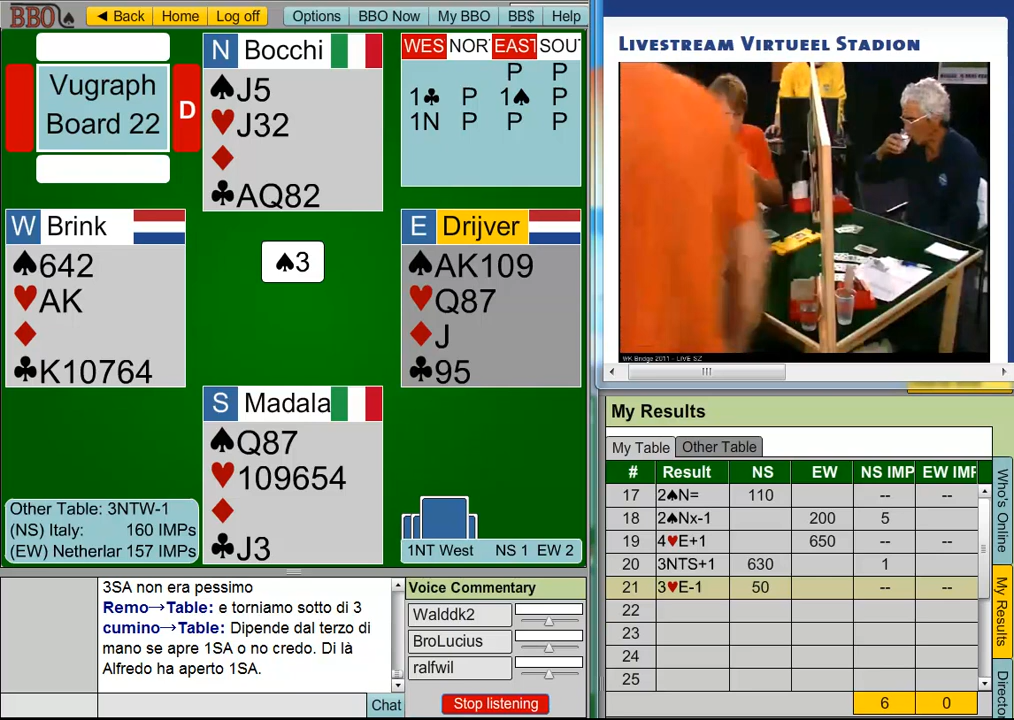 BBO
◄ Back
Home
Log off
Options
BBO Now
My BBO
BB$
Help
Vugraph
Board 22
D
N Bocchi
♠J5
♥J32
♦
♣AQ82
WES NOR EAST SOUT
P P
1♣ P 1♠ P
1N P P P
W Brink
♠642
♥AK
♦
♣K10764
♠3
E Drijver
♠AK109
♥Q87
♦J
♣95
S Madala
♠Q87
♥109654
♦
♣J3
Other Table: 3NTW-1
(NS) Italy: 160 IMPs
(EW) Netherlar 157 IMPs
1NT West NS 1 EW 2
3SA non era pessimo
Remo→Table: e torniamo sotto di 3
cumino→Table: Dipende dal terzo di
mano se apre 1SA o no credo. Di là
Alfredo ha aperto 1SA.
Chat
Voice Commentary
Walddk2
BroLucius
ralfwil
Stop listening
Livestream Virtueel Stadion
WK Bridge 2011 - LIVE SZ
My Results
My Table
Other Table
# Result NS EW NS IMP EW IMF
17 2♠N= 110 -- --
18 2♠Nx-1 200 5
19 4♥E+1 650 -- --
20 3NTS+1 630 1
21 3♥E-1 50 -- --
22
23
24
25
6 0
Who's Online
My Results
Director